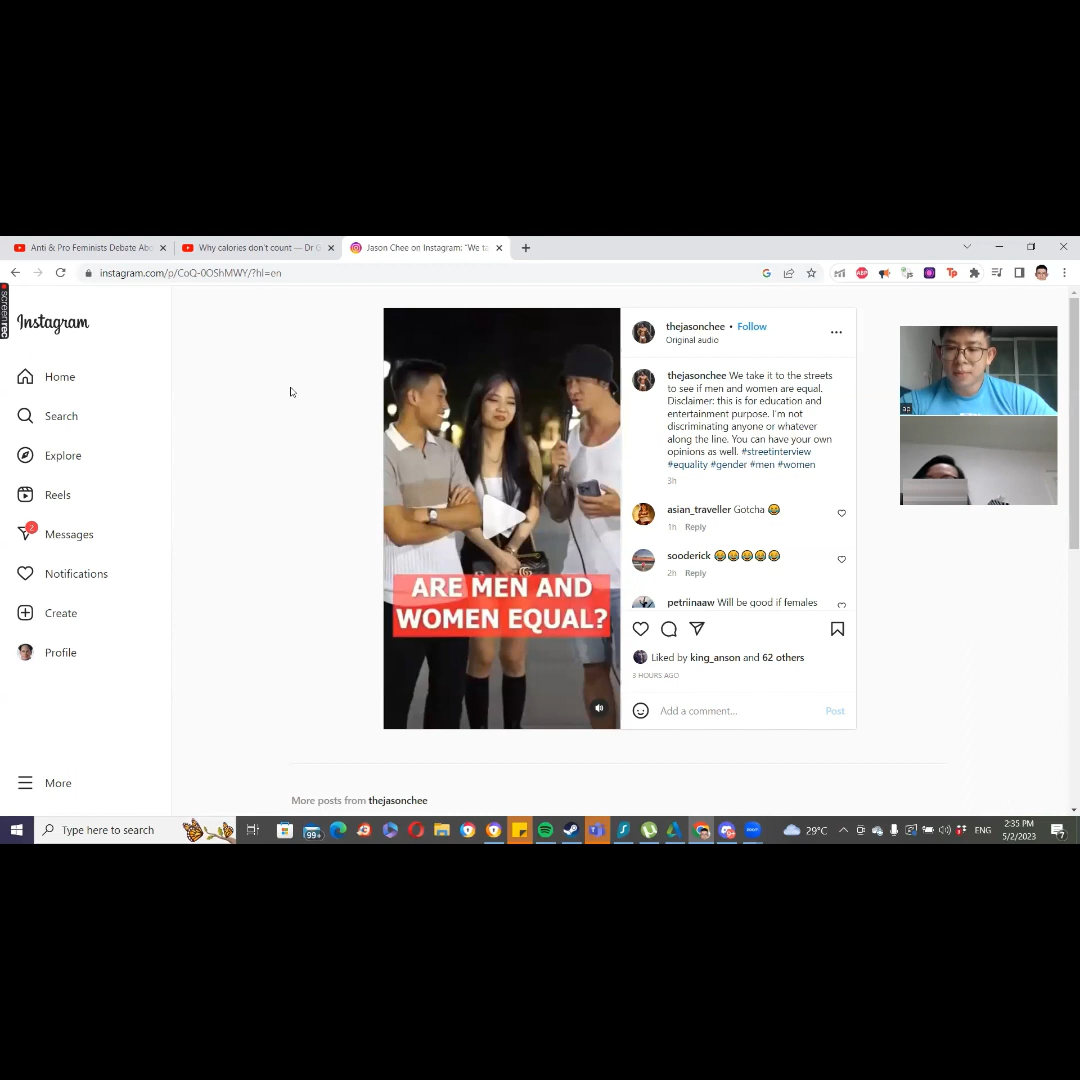 Anti & Pro Feminists Debate Abo
Why calories don't count — Dr G
Jason Chee on Instagram: "We ta
instagram.com/p/CoQ-0OShMWY/?hl=en
screenrec
Instagram
Home
Search
Explore
Reels
2
Messages
Notifications
Create
Profile
More
ARE MEN AND
WOMEN EQUAL?
thejasonchee • Follow
Original audio
thejasonchee We take it to the streets
to see if men and women are equal.
Disclaimer: this is for education and
entertainment purpose. I'm not
discriminating anyone or whatever
along the line. You can have your own
opinions as well. #streetinterview
#equality #gender #men #women
3h
asian_traveller Gotcha 😂
1h Reply
sooderick 😂😂😂😂😂
2h Reply
petriinaaw Will be good if females
Liked by king_anson and 62 others
3 HOURS AGO
Add a comment...
Post
More posts from thejasonchee
Type here to search
99+
29°C
ENG
2:35 PM
5/2/2023
7